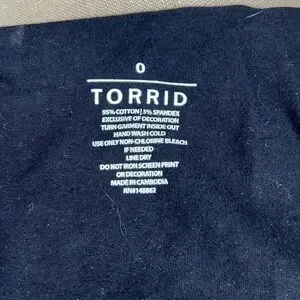 0
TORRID
95% COTTON | 5% SPANDEX
EXCLUSIVE OF DECORATION
TURN GARMENT INSIDE OUT
HAND WASH COLD
USE ONLY NON-CHLORINE BLEACH
IF NEEDED
LINE DRY
DO NOT IRON SCREEN PRINT
OR DECORATION
MADE IN CAMBODIA
RN#148862